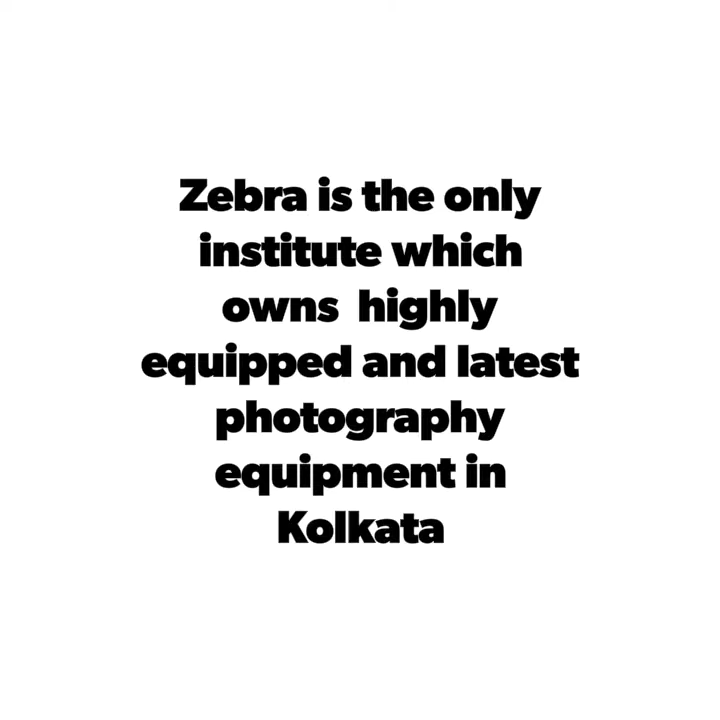 Zebra is the only
institute which
owns  highly
equipped and latest
photography
equipment in
Kolkata